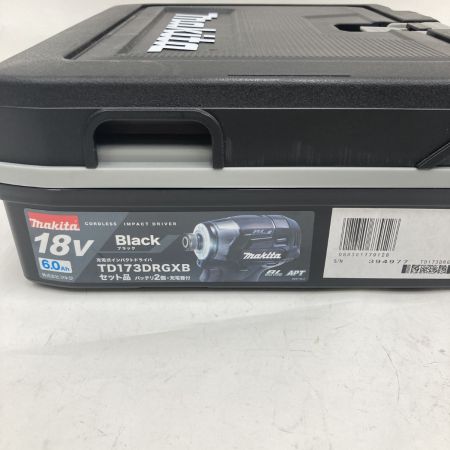 makita
makita CORDLESS IMPACT DRIVER
18V
6.0Ah
Black
ブラック
充電式インパクトドライバ
TD173DRGXB
セット品 バッテリ2個・充電器付
makita
BL
APT
S/N 394977